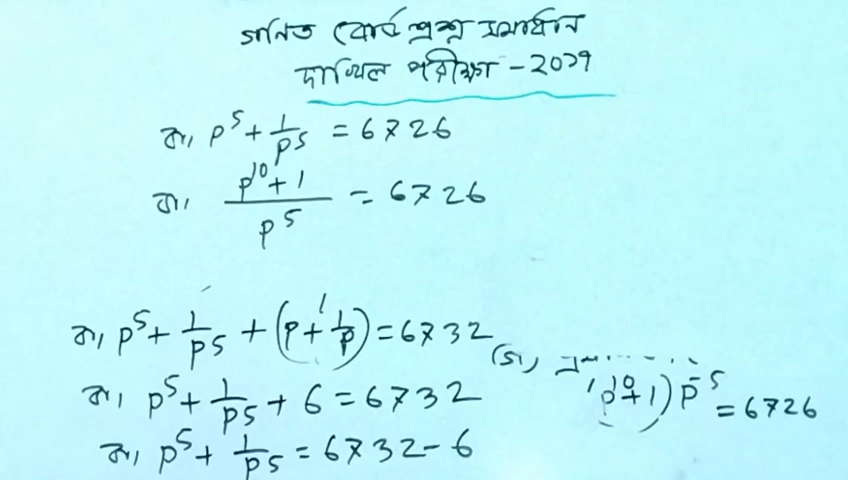 গনিত বোর্ড প্রশ্ন সমাধান
দাখিল পরীক্ষা - ২০১৭
বা, p⁵ + 1/p⁵ = 6726
বা, (p¹⁰ + 1)/p⁵ = 6726
বা, p⁵ + 1/p⁵ + (p + 1/p) = 6732
(গ)
(p¹⁰ + 1) p⁻⁵ = 6726
বা, p⁵ + 1/p⁵ + 6 = 6732
বা, p⁵ + 1/p⁵ = 6732 - 6